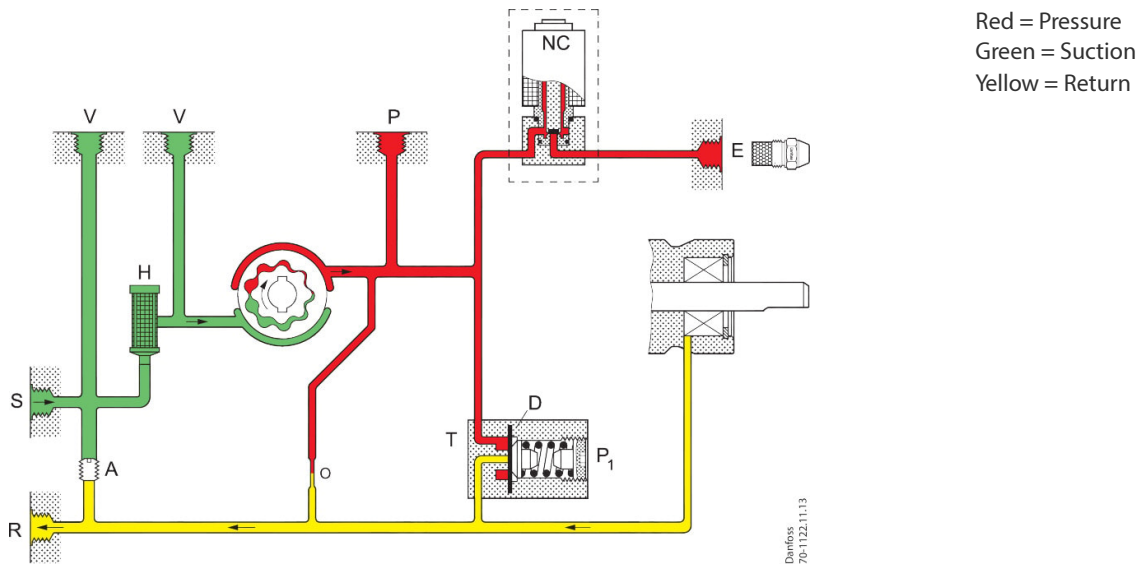 Red = Pressure
Green = Suction
Yellow = Return
NC
V V P
E
H
S
D
T
P1
A
O
R
Danfoss
70-1122.11.13